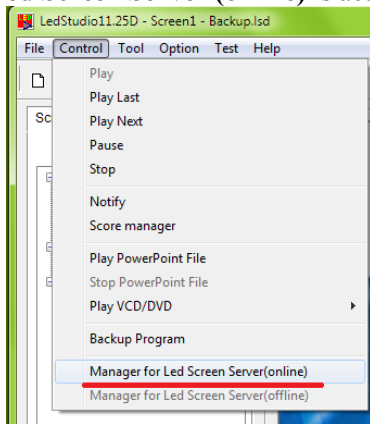 LedStudio11.25D - Screen1 - Backup.lsd
File Control Tool Option Test Help
Play
Sc
Play Last
Play Next
Pause
Stop
Notify
Score manager
Play PowerPoint File
Stop PowerPoint File
Play VCD/DVD
Backup Program
Manager for Led Screen Server(online)
Manager for Led Screen Server(offline)